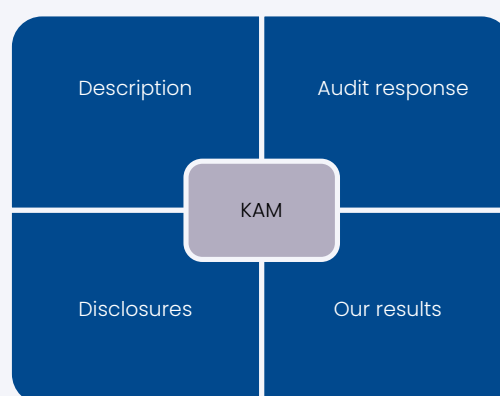 Description
Audit response
KAM
Disclosures
Our results